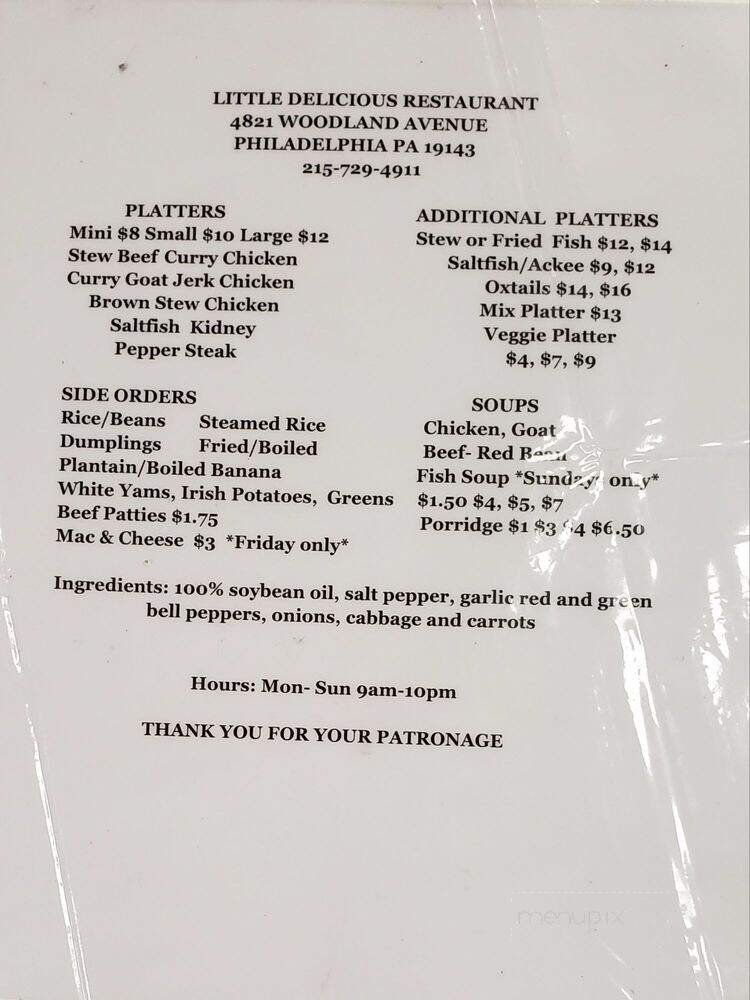 LITTLE DELICIOUS RESTAURANT
4821 WOODLAND AVENUE
PHILADELPHIA PA 19143
215-729-4911
PLATTERS
Mini $8 Small $10 Large $12
Stew Beef Curry Chicken
Curry Goat Jerk Chicken
Brown Stew Chicken
Saltfish Kidney
Pepper Steak
ADDITIONAL PLATTERS
Stew or Fried Fish $12, $14
Saltfish/Ackee $9, $12
Oxtails $14, $16
Mix Platter $13
Veggie Platter
$4, $7, $9
SIDE ORDERS
Rice/Beans Steamed Rice
Dumplings Fried/Boiled
Plantain/Boiled Banana
White Yams, Irish Potatoes, Greens
Beef Patties $1.75
Mac & Cheese $3 *Friday only*
SOUPS
Chicken, Goat
Beef- Red Bean
Fish Soup *Sundays only*
$1.50 $4, $5, $7
Porridge $1 $3 $4 $6.50
Ingredients: 100% soybean oil, salt pepper, garlic red and green
bell peppers, onions, cabbage and carrots
Hours: Mon- Sun 9am-10pm
THANK YOU FOR YOUR PATRONAGE
menupix